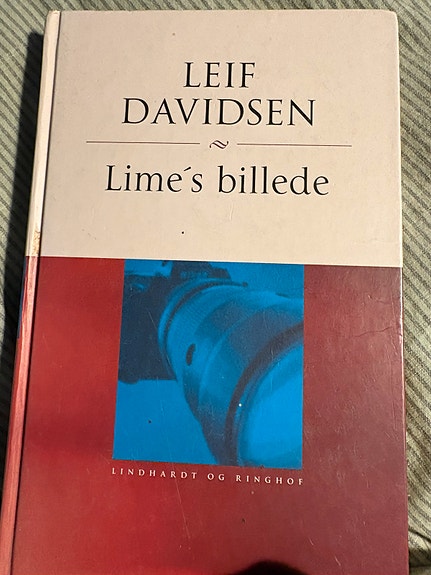 LEIF
DAVIDSEN
Lime´s billede
LINDHARDT OG RINGHOF